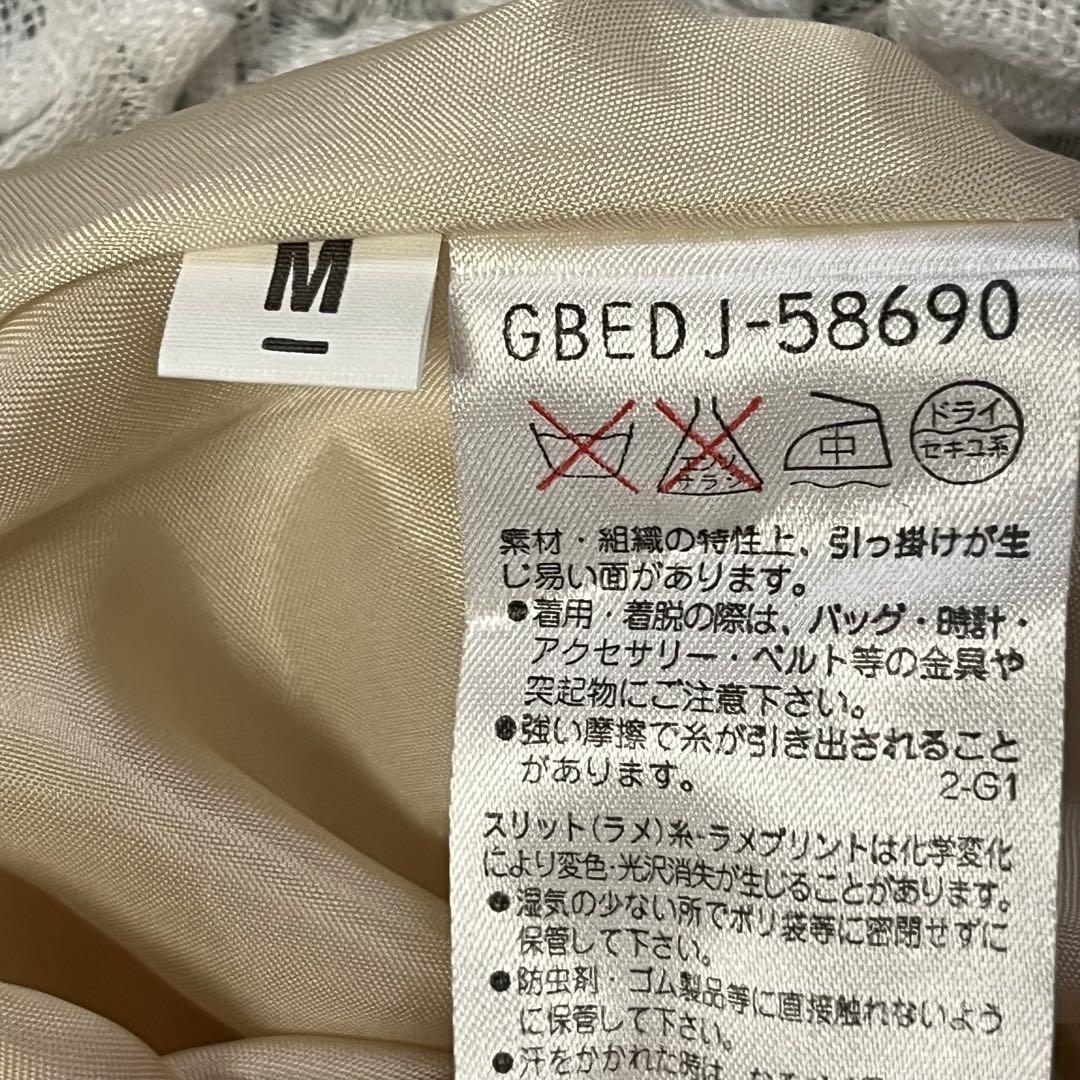 M
GBEDJ-58690
エンソ
サラシ
中
ドライ
セキユ系
素材・組織の特性上、引っ掛けが生
じ易い面があります。
●着用・着脱の際は、バッグ・時計・
アクセサリー・ベルト等の金具や
突起物にご注意下さい。
●強い摩擦で糸が引き出されること
があります。
2-G1
スリット(ラメ)糸・ラメプリントは化学変化
により変色・光沢消失が生じることがあります。
●湿気の少ない所でポリ袋等に密閉せずに
保管して下さい。
●防虫剤・ゴム製品等に直接触れないよう
に保管して下さい。
●汗をかかれた時は、